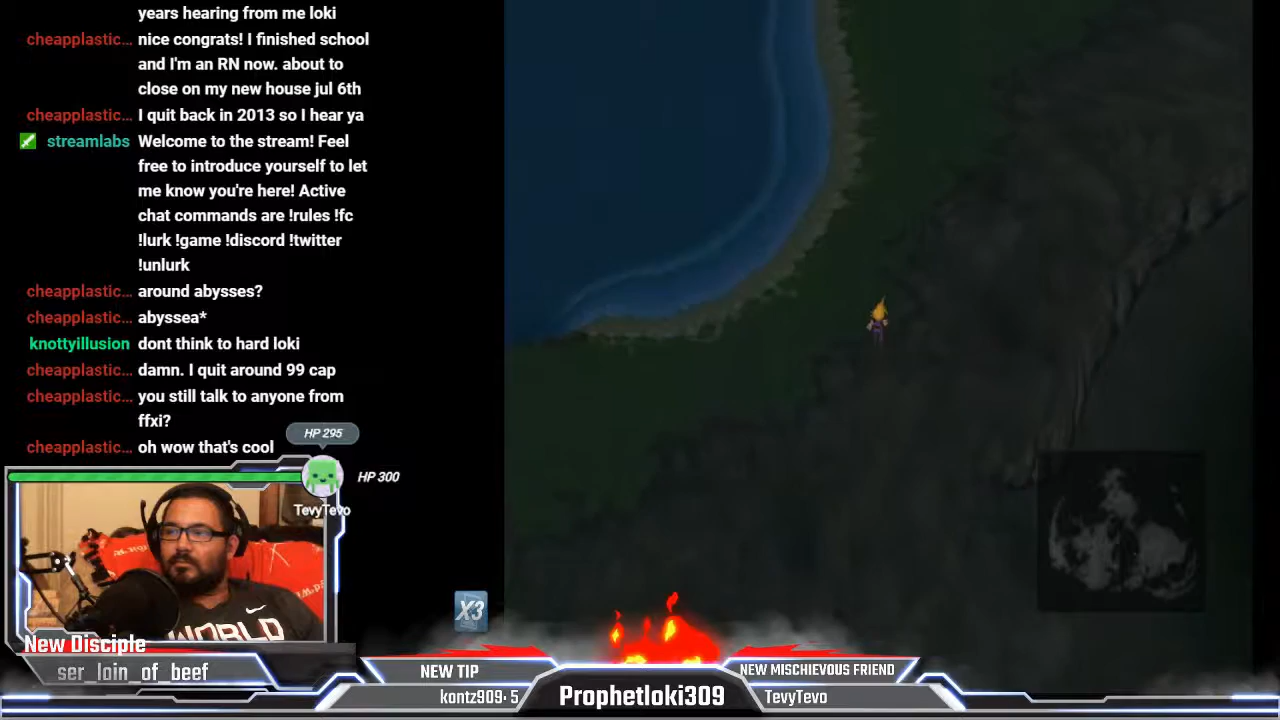 years hearing from me loki
cheapplastic... nice congrats! I finished school
and I'm an RN now. about to
close on my new house jul 6th
cheapplastic... I quit back in 2013 so I hear ya
streamlabs Welcome to the stream! Feel
free to introduce yourself to let
me know you're here! Active
chat commands are !rules !fc
!lurk !game !discord !twitter
!unlurk
cheapplastic... around abysses?
cheapplastic... abyssea*
knottyillusion dont think to hard loki
cheapplastic... damn. I quit around 99 cap
cheapplastic... you still talk to anyone from
ffxi?
cheapplastic... oh wow that's cool
HP 295
HP 300
TevyTevo
WORLD
X3
New Disciple
ser_loin_of_beef
NEW TIP
kontz909: 5
Prophetloki309
NEW MISCHIEVOUS FRIEND
TevyTevo